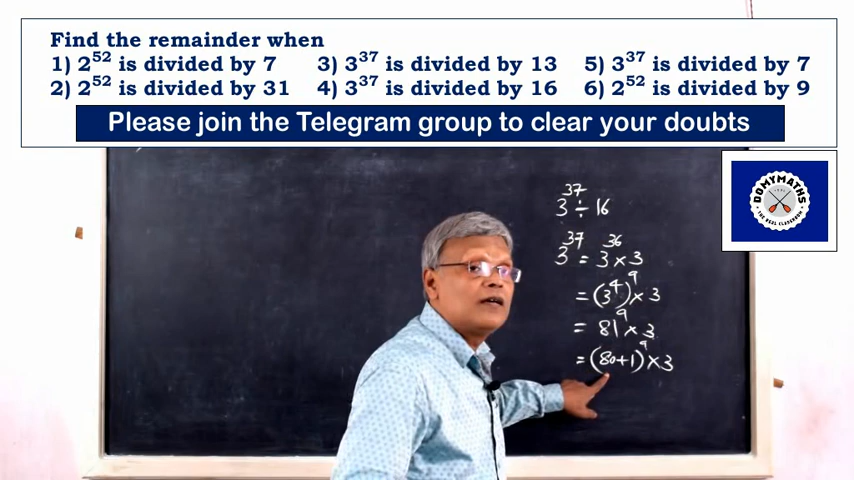 Find the remainder when
1) 2^52 is divided by 7 3) 3^37 is divided by 13 5) 3^37 is divided by 7
2) 2^52 is divided by 31 4) 3^37 is divided by 16 6) 2^52 is divided by 9
Please join the Telegram group to clear your doubts
DOMYMATHS
THE REAL CLASSROOM
3^37 ÷ 16
3^37 = 3^36 × 3
= (3^4)^9 × 3
= 81^9 × 3
= (80+1)^9 × 3